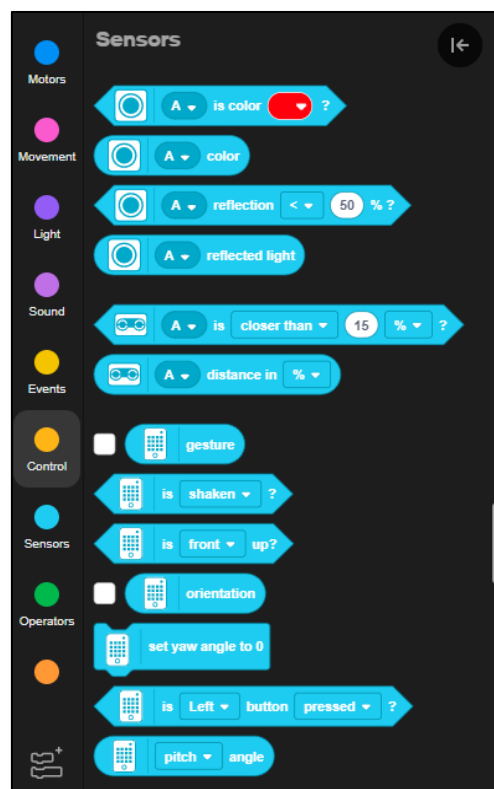 Sensors
Motors
Movement
Light
Sound
Events
Control
Sensors
Operators
A is color ?
A color
A reflection < 50 % ?
A reflected light
A is closer than 15 % ?
A distance in %
gesture
is shaken ?
is front up?
orientation
set yaw angle to 0
is Left button pressed ?
pitch angle